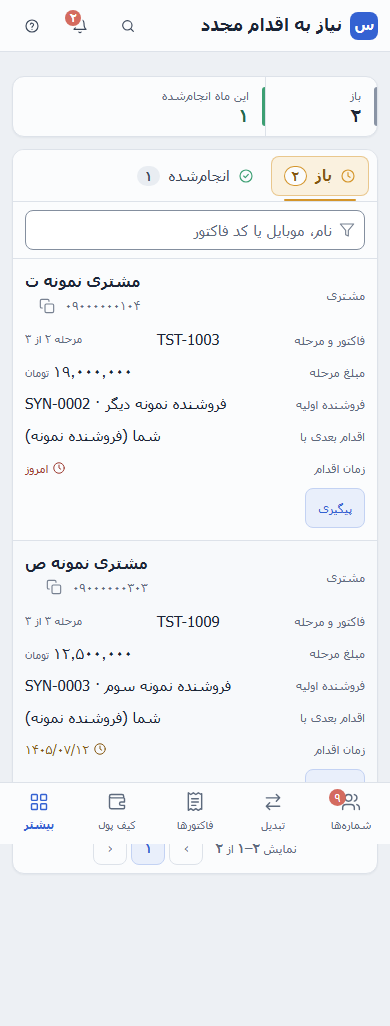 س نیاز به اقدام مجدد ۲
باز
۲
این ماه انجام‌شده
۱
باز ۲
انجام‌شده ۱
نام، موبایل یا کد فاکتور
مشتری
مشتری نمونه ت
۰۹۰۰۰۰۰۰۱۰۴
فاکتور و مرحله TST-1003 مرحله ۲ از ۳
مبلغ مرحله ۱۹,۰۰۰,۰۰۰ تومان
فروشنده اولیه فروشنده نمونه دیگر · SYN-0002
اقدام بعدی با شما (فروشنده نمونه)
زمان اقدام امروز
پیگیری
مشتری
مشتری نمونه ص
۰۹۰۰۰۰۰۰۳۰۳
فاکتور و مرحله TST-1009 مرحله ۳ از ۳
مبلغ مرحله ۱۲,۵۰۰,۰۰۰ تومان
فروشنده اولیه فروشنده نمونه سوم · SYN-0003
اقدام بعدی با شما (فروشنده نمونه)
زمان اقدام ۱۴۰۵/۰۷/۱۲
۹
شماره‌ها تبدیل فاکتورها کیف پول بیشتر
نمایش ۱–۲ از ۲ ۱